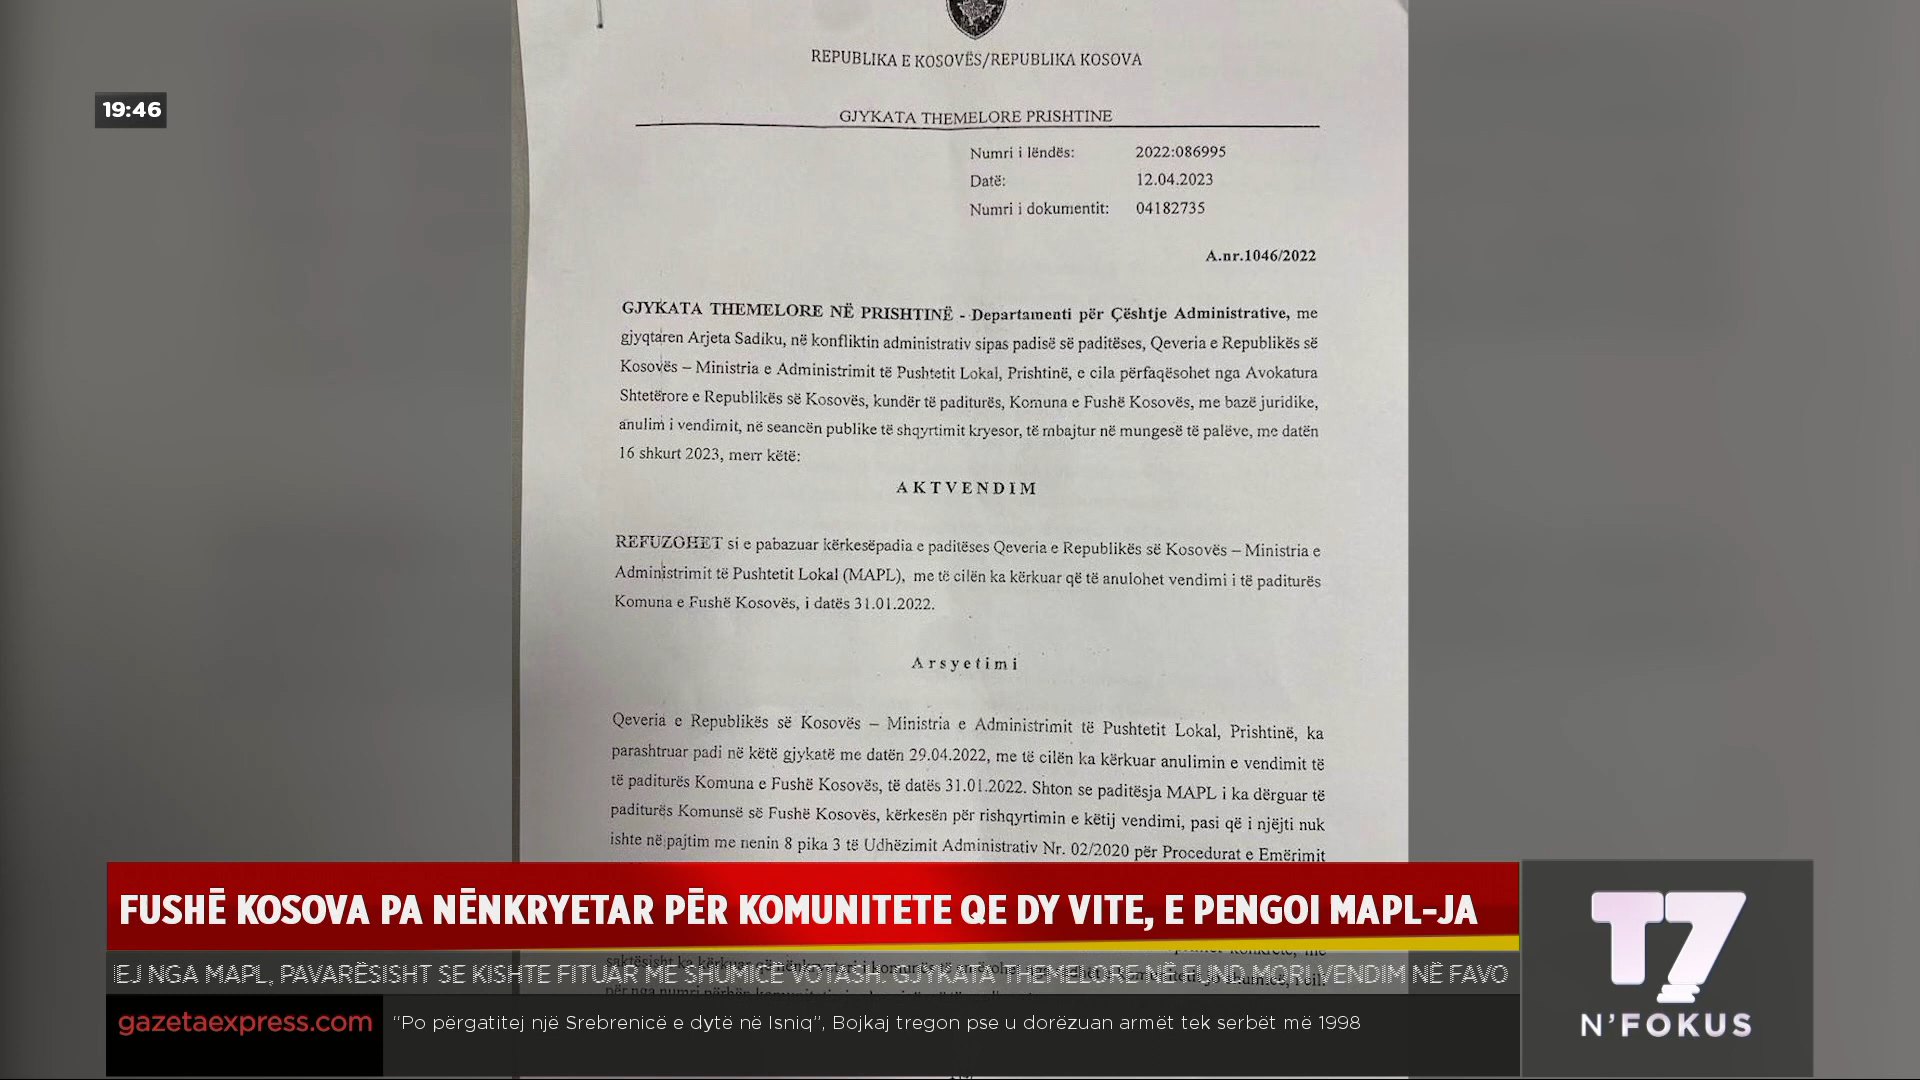 REPUBLIKA E KOSOVËS/REPUBLIKA KOSOVA
19:46
GJYKATA THEMELORE PRISHTINE
Numri i lëndës: 2022:086995
Datë: 12.04.2023
Numri i dokumentit: 04182735
A.nr.1046/2022
GJYKATA THEMELORE NË PRISHTINË - Departamenti për Çështje Administrative, me
gjyqtaren Arjeta Sadiku, në konfliktin administrativ sipas padisë së paditëses, Qeveria e Republikës së
Kosovës – Ministria e Administrimit të Pushtetit Lokal, Prishtinë, e cila përfaqësohet nga Avokatura
Shtetërore e Republikës së Kosovës, kundër të paditurës, Komuna e Fushë Kosovës, me bazë juridike,
anulim i vendimit, në seancën publike të shqyrtimit kryesor, të mbajtur në mungesë të palëve, me datën
16 shkurt 2023, merr këtë:
AKTVENDIM
REFUZOHET si e pabazuar kërkesëpadia e paditëses Qeveria e Republikës së Kosovës – Ministria e
Administrimit të Pushtetit Lokal (MAPL), me të cilën ka kërkuar që të anulohet vendimi i të paditurës
Komuna e Fushë Kosovës, i datës 31.01.2022.
Arsyetimi
Qeveria e Republikës së Kosovës – Ministria e Administrimit të Pushtetit Lokal, Prishtinë, ka
parashtruar padi në këtë gjykatë me datën 29.04.2022, me të cilën ka kërkuar anulimin e vendimit të
të paditurës Komuna e Fushë Kosovës, të datës 31.01.2022. Shton se paditësja MAPL i ka dërguar të
paditurës Komunsë së Fushë Kosovës, kërkesën për rishqyrtimin e këtij vendimi, pasi që i njëjti nuk
ishte në pajtim me nenin 8 pika 3 të Udhëzimit Administrativ Nr. 02/2020 për Procedurat e Emërimit
FUSHË KOSOVA PA NËNKRYETAR PËR KOMUNITETE QE DY VITE, E PENGOI MAPL-JA
EJ NGA MAPL, PAVARËSISHT SE KISHTE FITUAR ME SHUMICË VOTASH. GJYKATA THEMELORE NË FUND MORI VENDIM NË FAVO
gazetaexpress.com
“Po përgatitej një Srebrenicë e dytë në Isniq”, Bojkaj tregon pse u dorëzuan armët tek serbët më 1998
T7
N'FOKUS